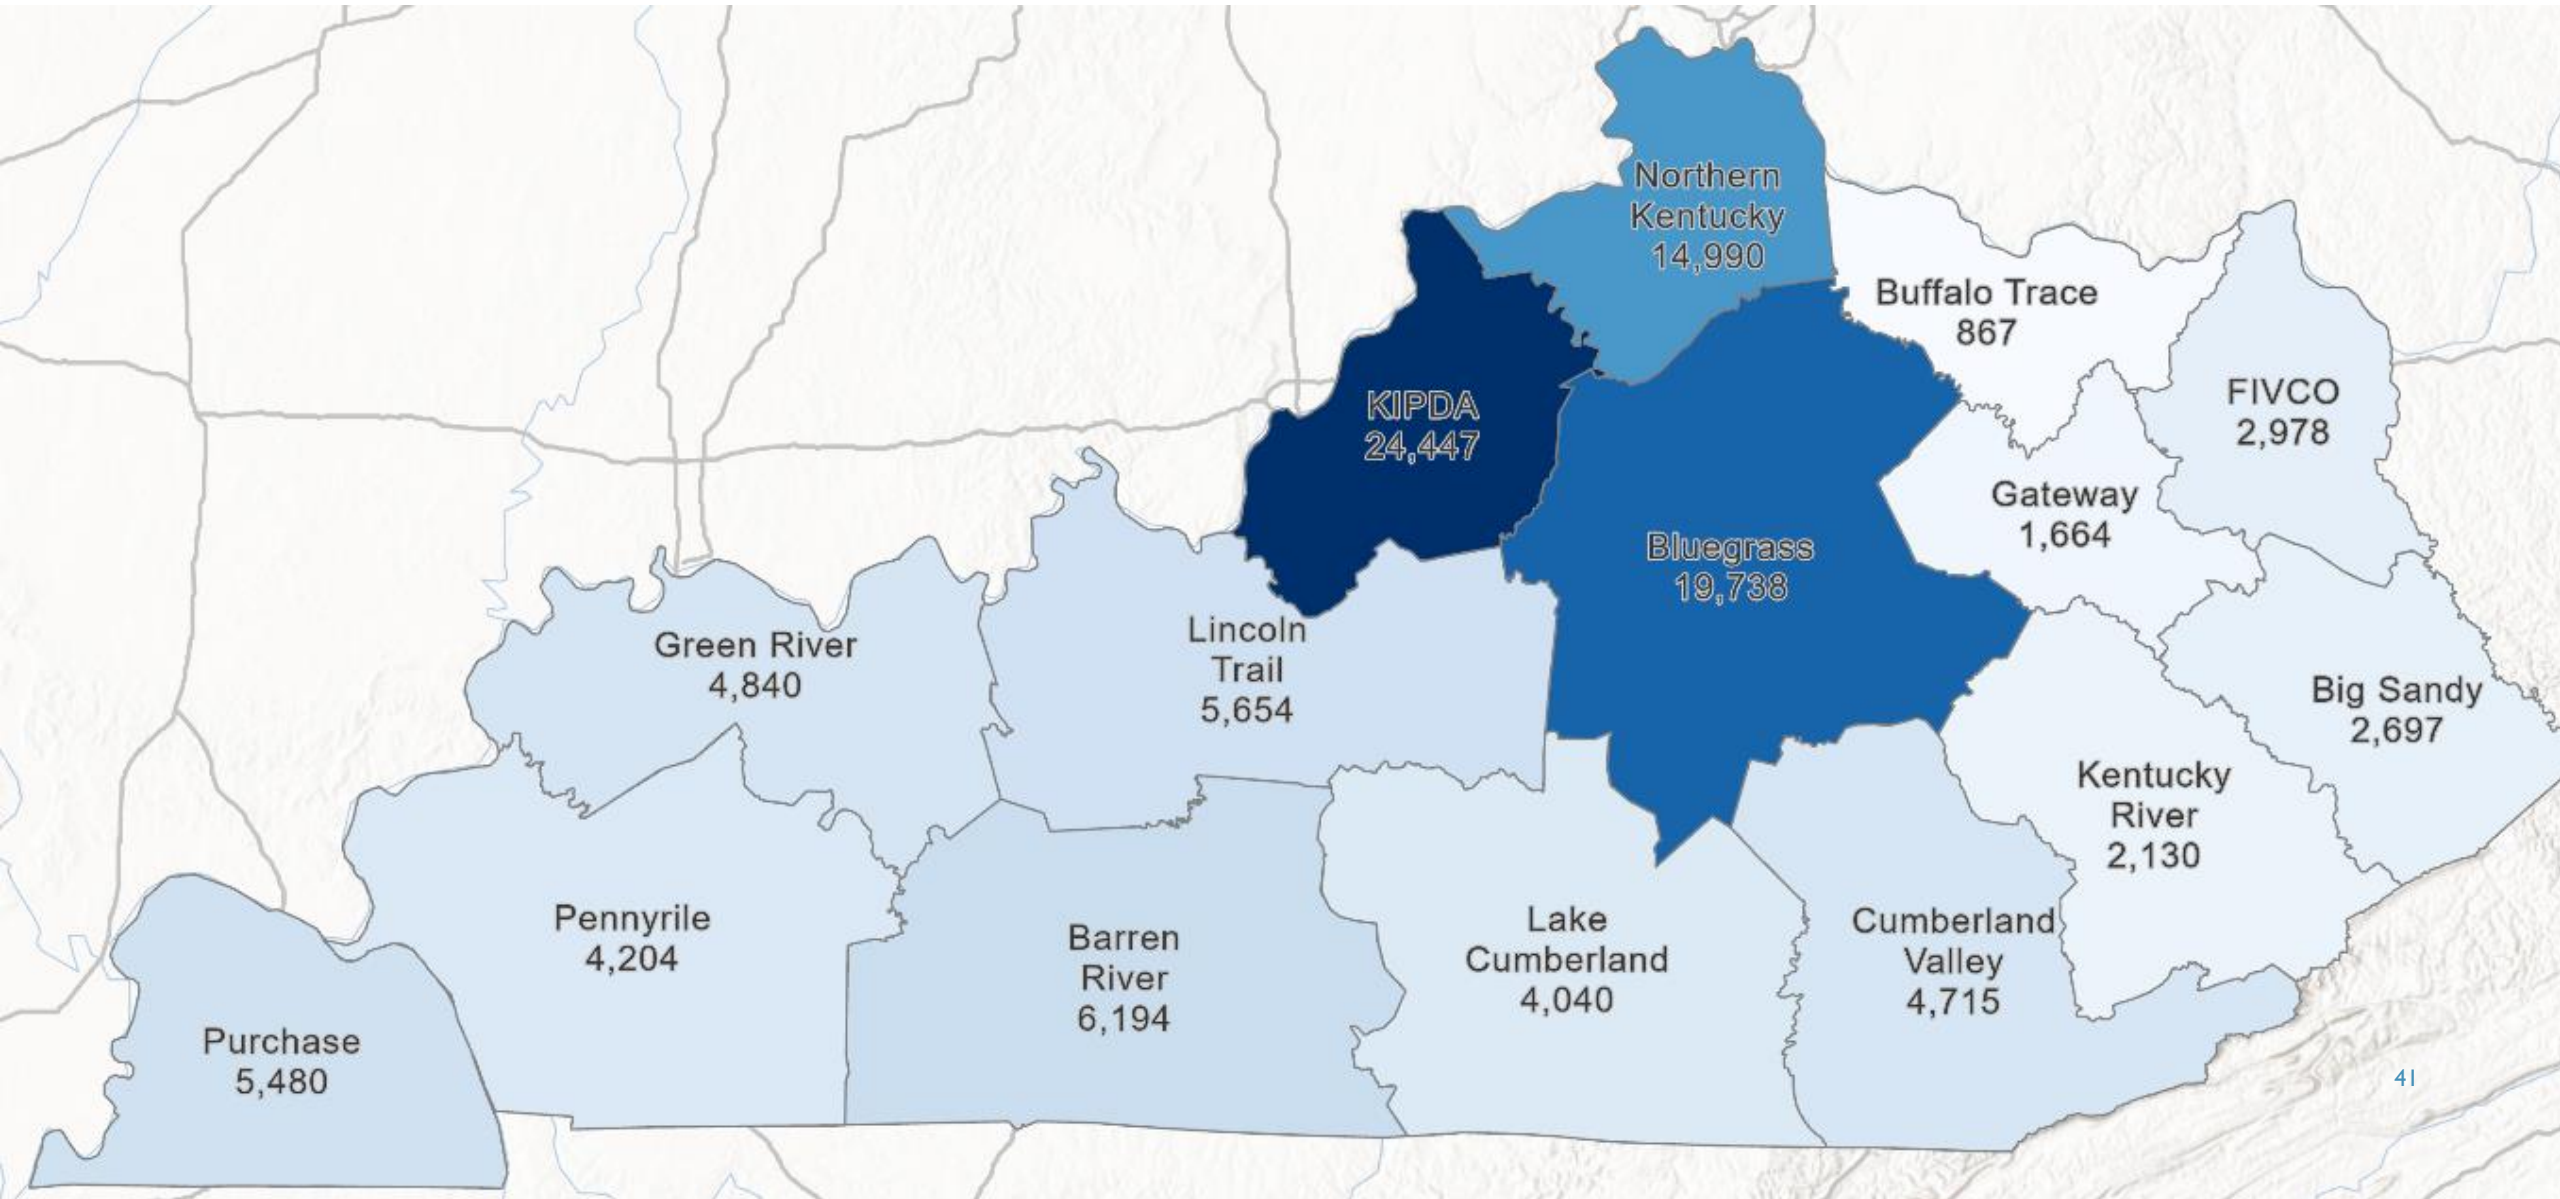 Northern
Kentucky
14,990
Buffalo Trace
867
KIPDA
24,447
FIVCO
2,978
Gateway
1,664
Bluegrass
19,738
Green River
4,840
Lincoln
Trail
5,654
Big Sandy
2,697
Kentucky
River
2,130
Pennyrile
4,204
Barren
River
6,194
Lake
Cumberland
4,040
Cumberland
Valley
4,715
Purchase
5,480
41